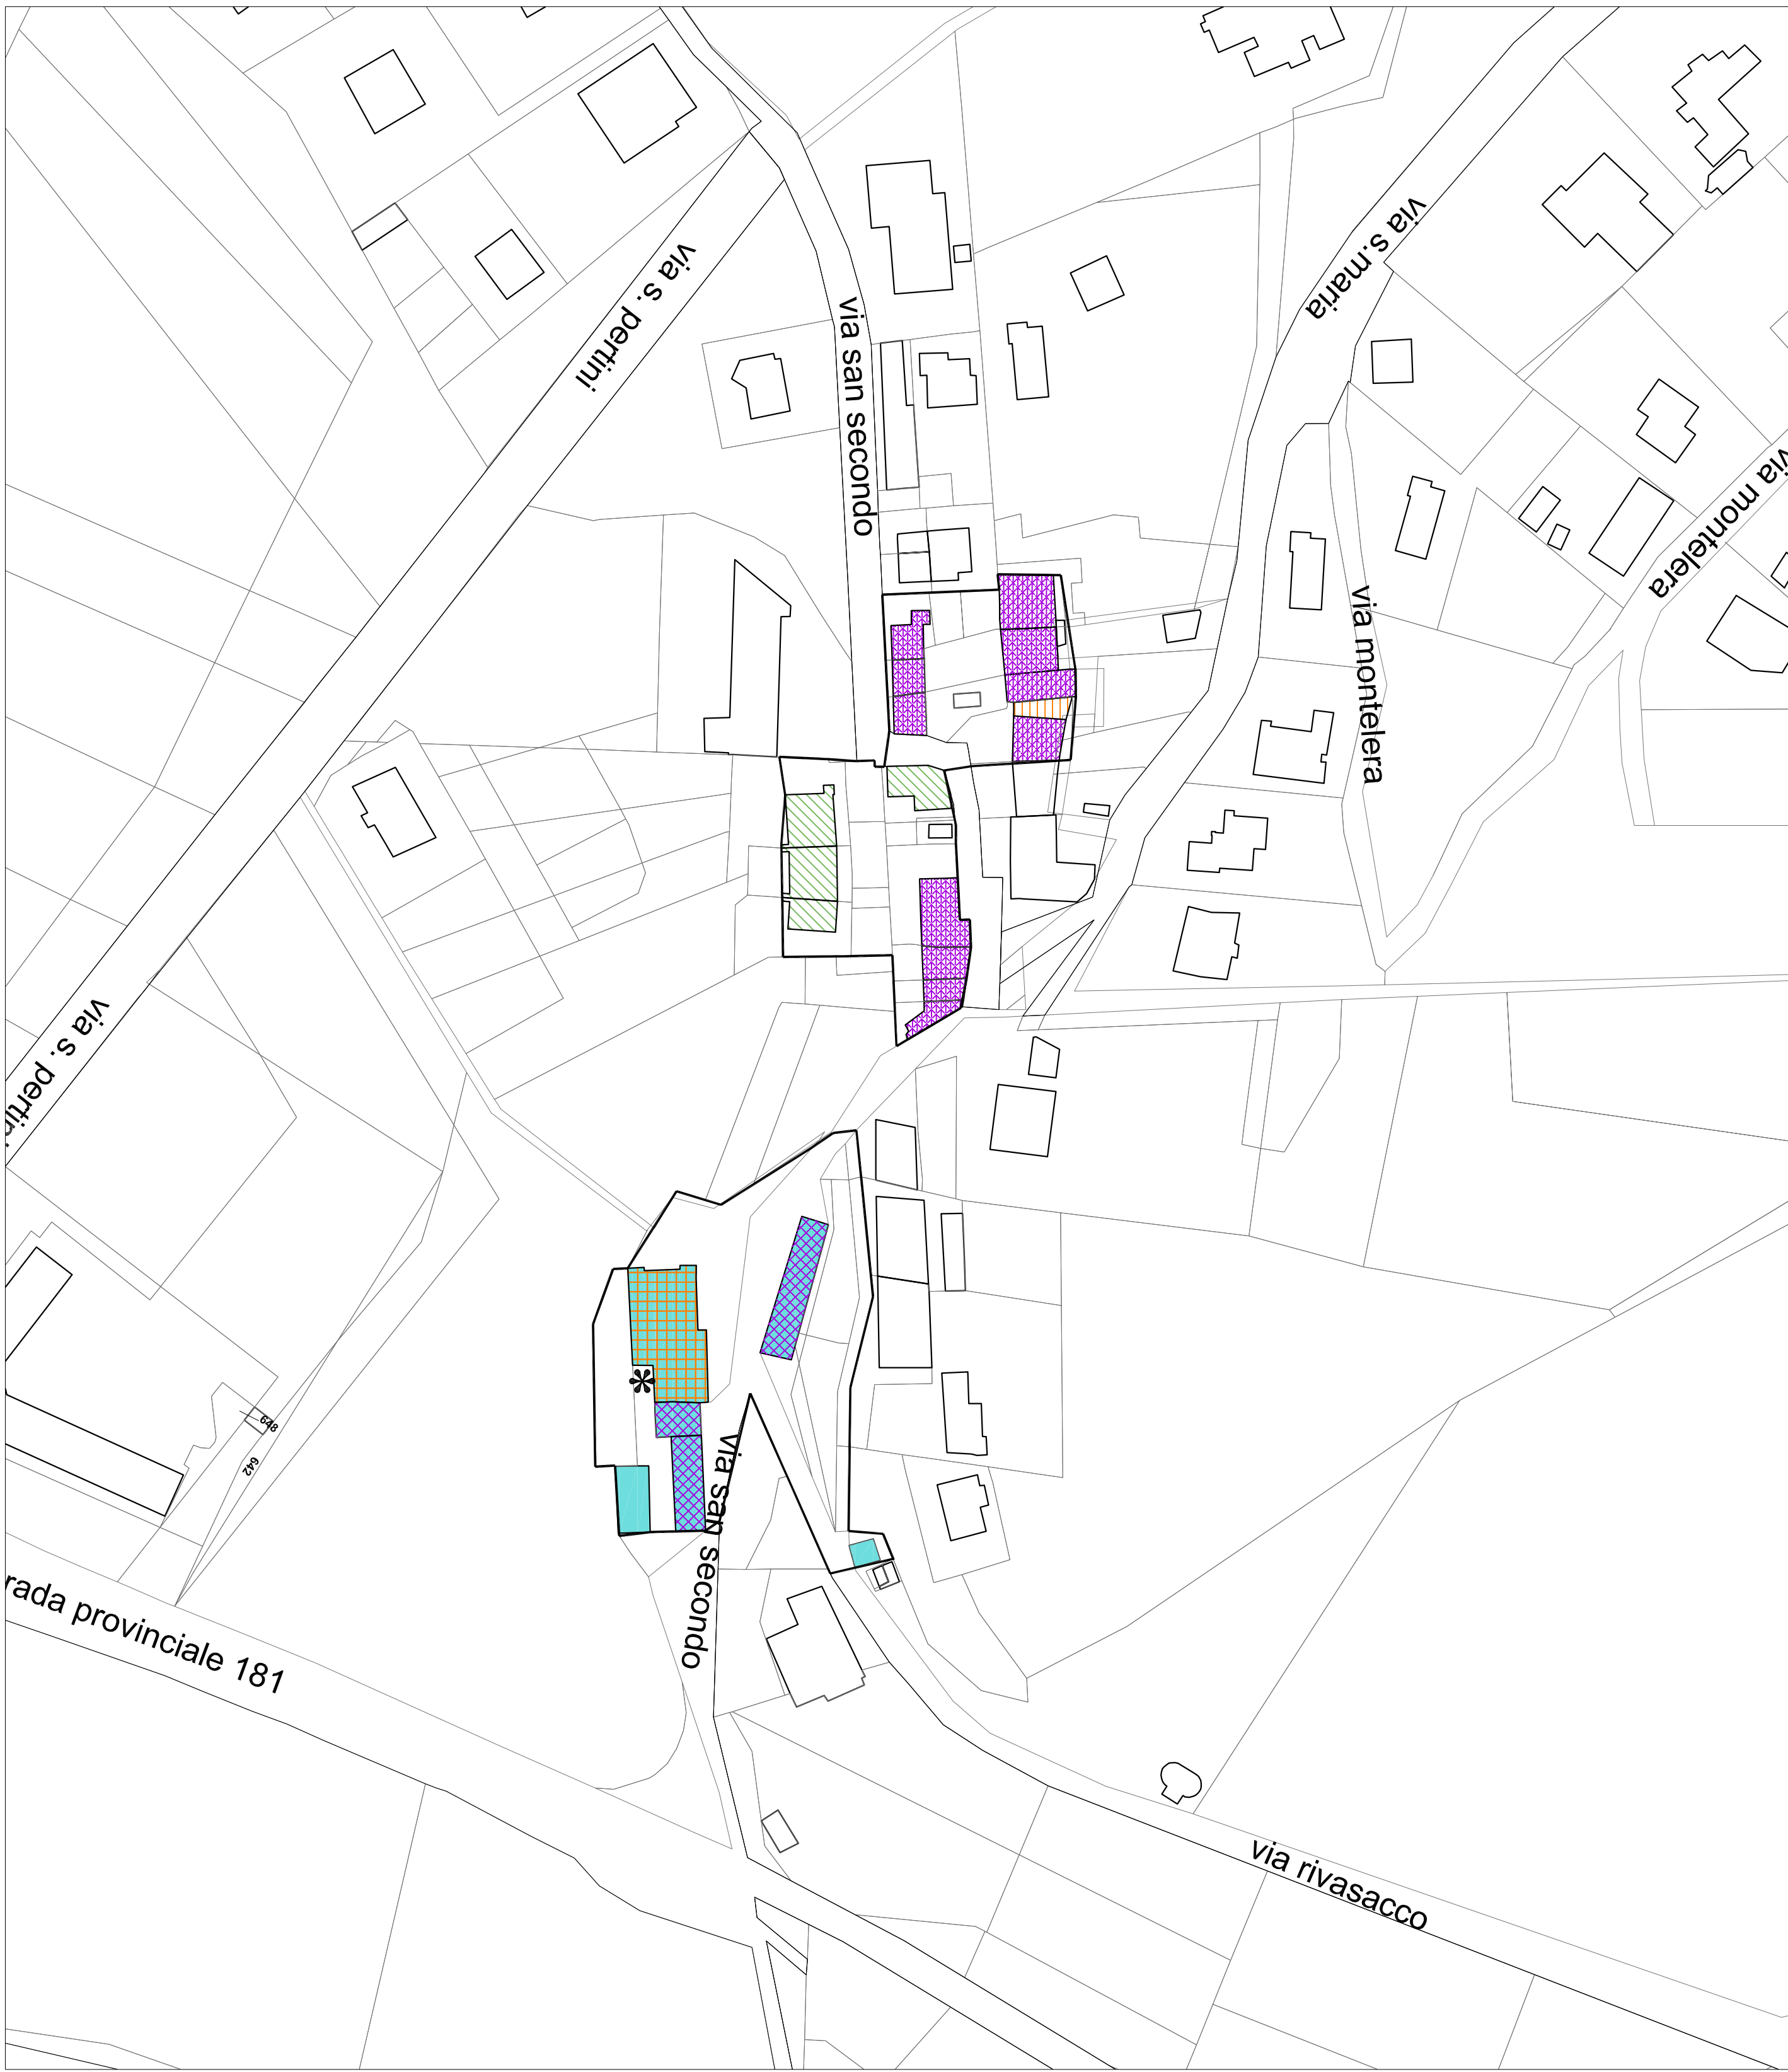 via s. pertini
via s.maria
via san secondo
via montelera
via montelera
via s. pertini
*
648
642
via san secondo
rada provinciale 181
via rivasacco